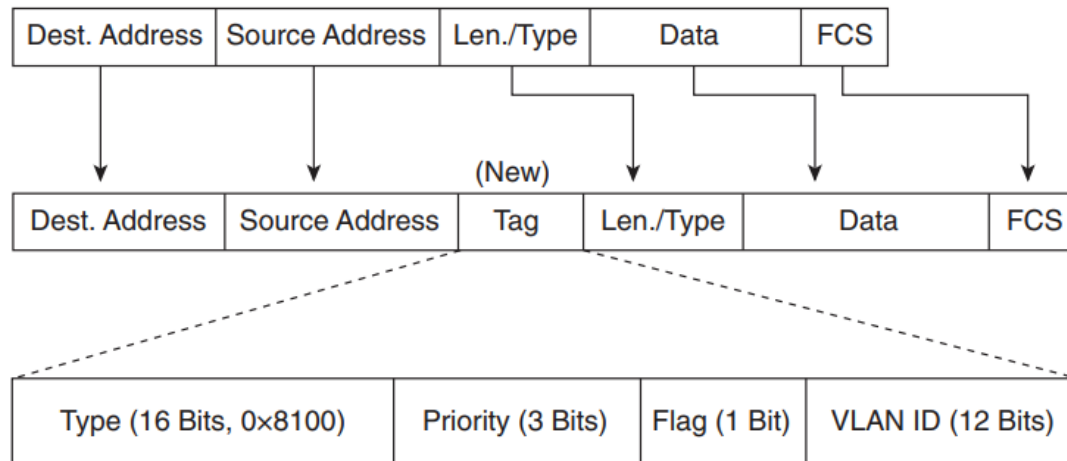 Dest. Address Source Address Len./Type Data FCS
(New)
Dest. Address Source Address Tag Len./Type Data FCS
Type (16 Bits, 0×8100) Priority (3 Bits) Flag (1 Bit) VLAN ID (12 Bits)